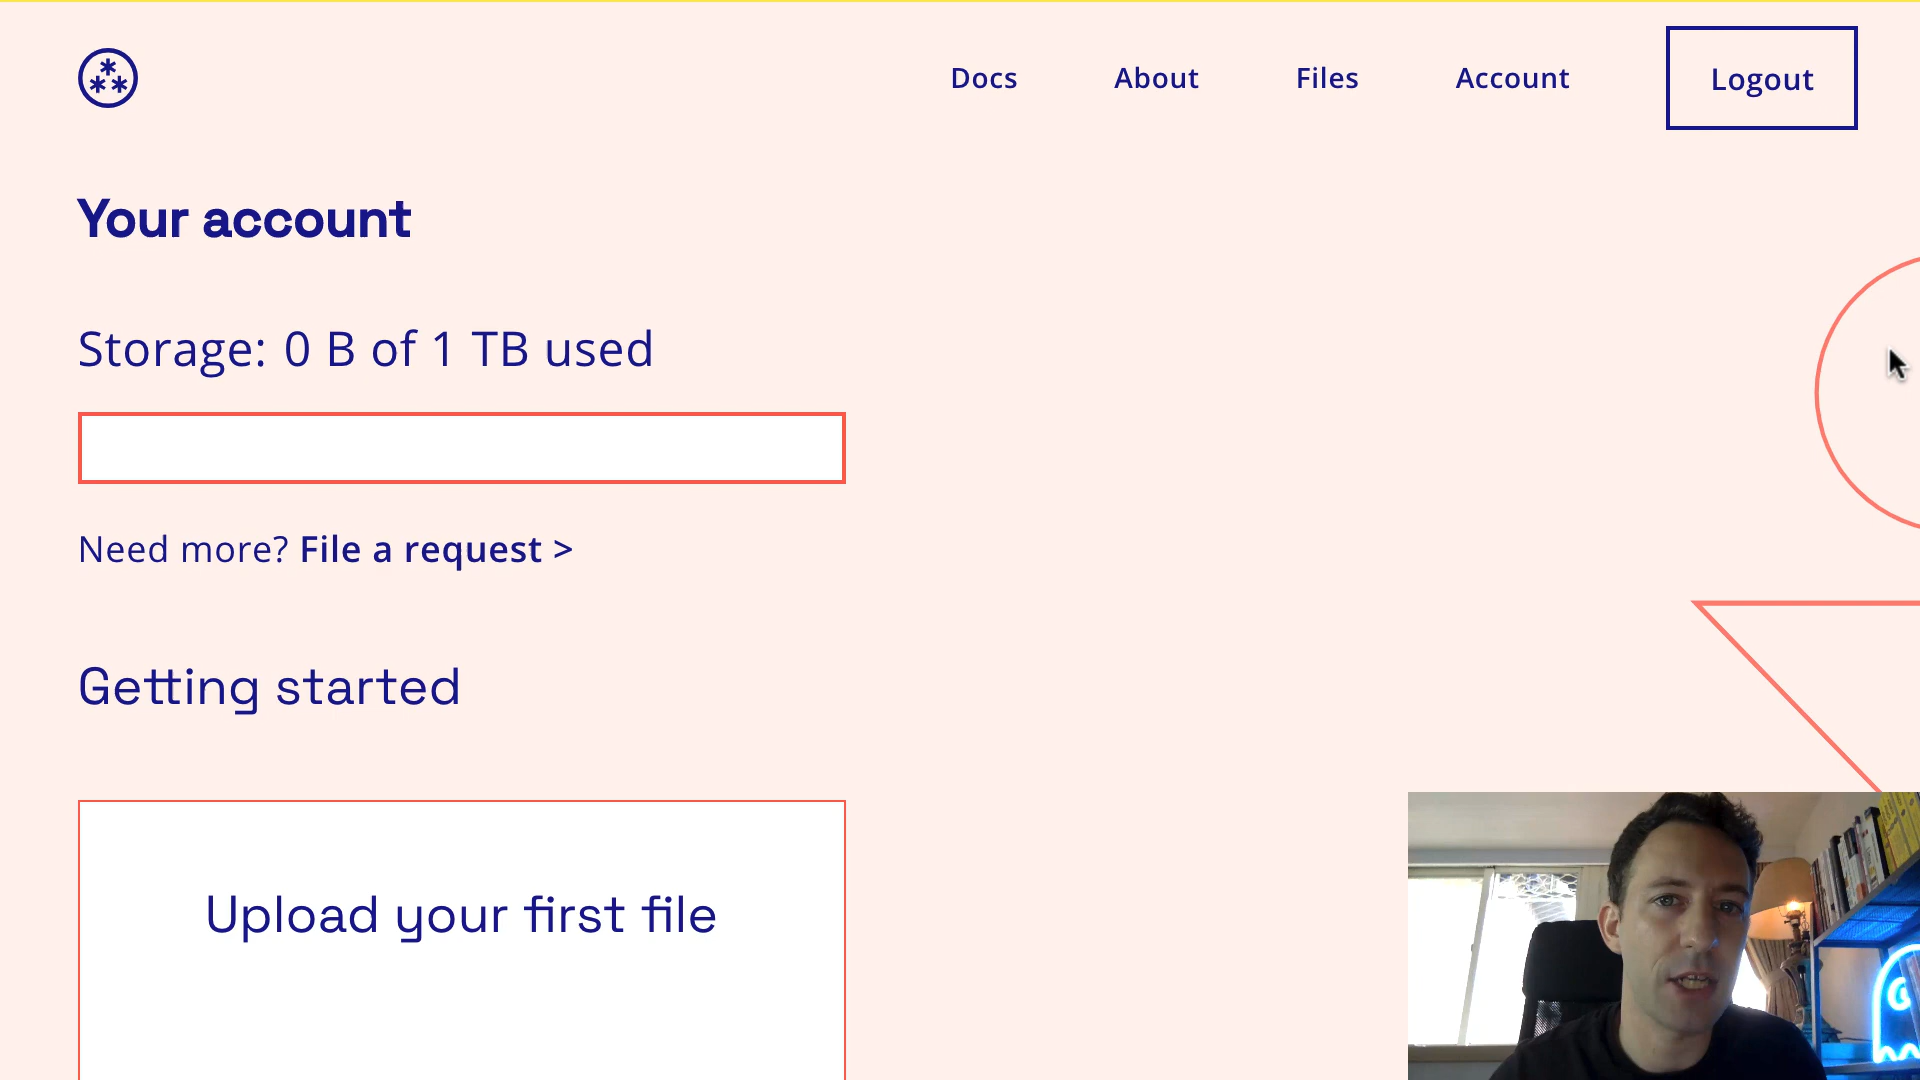 Docs About Files Account Logout
Your account
Storage: 0 B of 1 TB used
Need more? File a request >
Getting started
Upload your first file